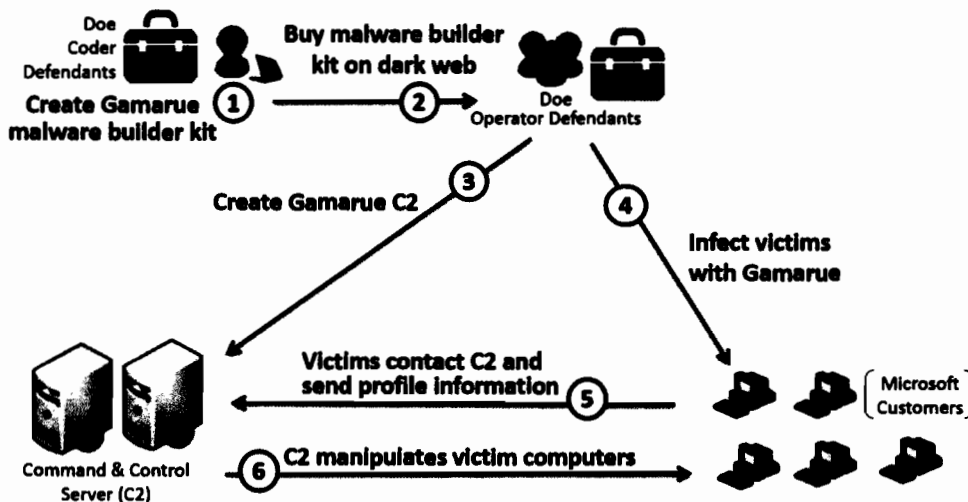 Doe
Coder
Defendants
Create Gamarue
malware builder kit
1
Buy malware builder
kit on dark web
2
Doe
Operator Defendants
3
Create Gamarue C2
4
Infect victims
with Gamarue
Victims contact C2 and
send profile information
5
Microsoft
Customers
Command & Control
Server (C2)
6
C2 manipulates victim computers